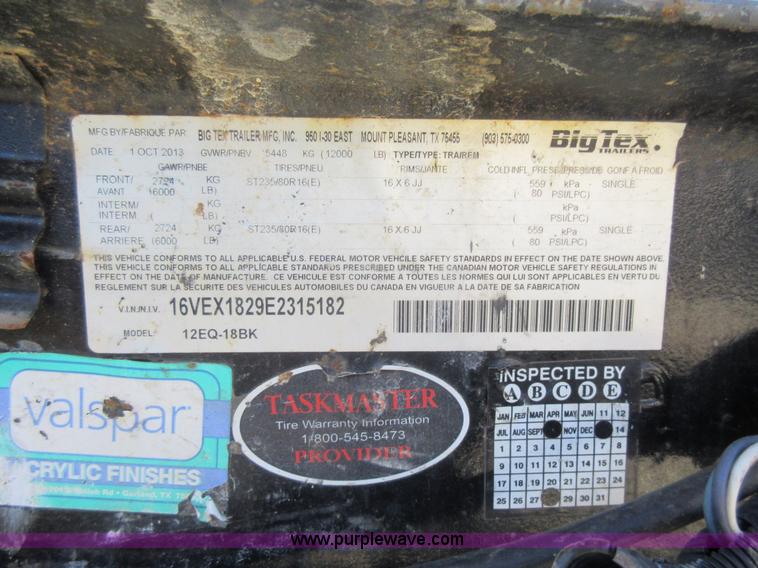 MFG BY/FABRIQUE PAR BIG TEX TRAILER MFG, INC. 950 I-30 EAST MOUNT PLEASANT, TX 75455 (903) 575-0300
BigTex.
TRAILERS
DATE 1 OCT 2013 GVWR/PNBV 5448 KG (12000 LB) TYPE/TYPE: TRA/REM
GAWR/PNBE TIRES/PNEU RIMS/JANTE COLD INFL. PRESS/PRESS. DE GONF A FROID
FRONT/ 2724 KG ST235/80R16(E) 16 X 6 JJ 559 kPa SINGLE
AVANT (6000 LB) ( 80 PSI/LPC)
INTERM/ KG kPa
INTERM ( LB) ( PSI/LPC)
REAR/ 2724 KG ST235/80R16(E) 16 X 6 JJ 559 kPa SINGLE
ARRIERE (6000 LB) ( 80 PSI/LPC)
THIS VEHICLE CONFORMS TO ALL APPLICABLE U.S. FEDERAL MOTOR VEHICLE SAFETY STANDARDS IN EFFECT ON THE DATE OF MANUFACTURE SHOWN ABOVE.
THIS VEHICLE CONFORMS TO ALL APPLICABLE STANDARDS PRESCRIBED UNDER THE CANADIAN MOTOR VEHICLE SAFETY REGULATIONS
IN EFFECT ON THE DATE OF MANUFACTURE. CE VEHICULE EST CONFORME A TOUTES LES NORMES QUI LUI SONT APPLICABLES EN VERTU DU
REGLEMENT SUR LA SECURITE DES VEHICULES AUTOMOBILES DU CANADA EN VIGUEUR A LA DATE DE SA FABRICATION
V.I.N./N.I.V. 16VEX1829E2315182
MODEL: 12EQ-18BK
valspar
ACRYLIC FINISHES
Garland, TX
TASKMASTER
Tire Warranty Information
1-800-545-8473
PROVIDER
INSPECTED BY
A B C D E
JAN FEB MAR APR MAY JUN 11 12
JUL AUG SEPT NOV DEC 14
1 2 3 4 5 6 7 8
9 10 11 12 13 14 15 16
17 18 19 20 21 22 23 24
25 26 27 29 30 31
www.purplewave.com